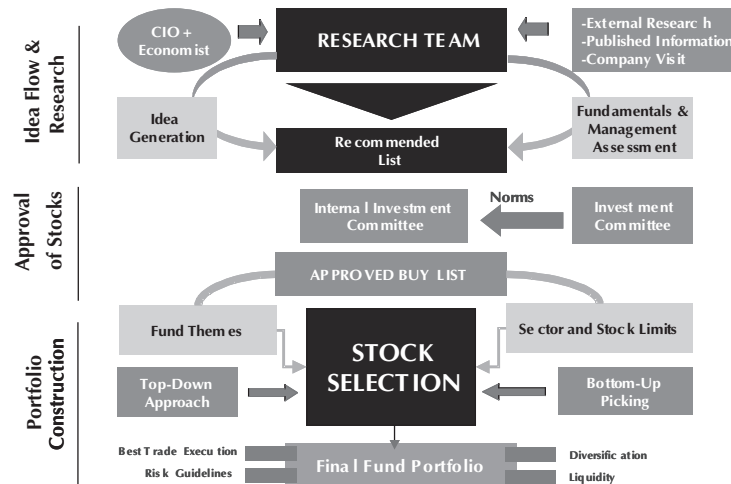 Idea Flow &
Research
CIO +
Economist
RESEARCH TEAM
-External Research
-Published Information
-Company Visit
Idea
Generation
Recommended
List
Fundamentals &
Management
Assessment
Approval
of Stocks
Internal Investment
Committee
Norms
Investment
Committee
APPROVED BUY LIST
Portfolio
Construction
Fund Themes
STOCK
SELECTION
Sector and Stock Limits
Top-Down
Approach
Bottom-Up
Picking
Best Trade Execution
Risk Guidelines
Final Fund Portfolio
Diversification
Liquidity